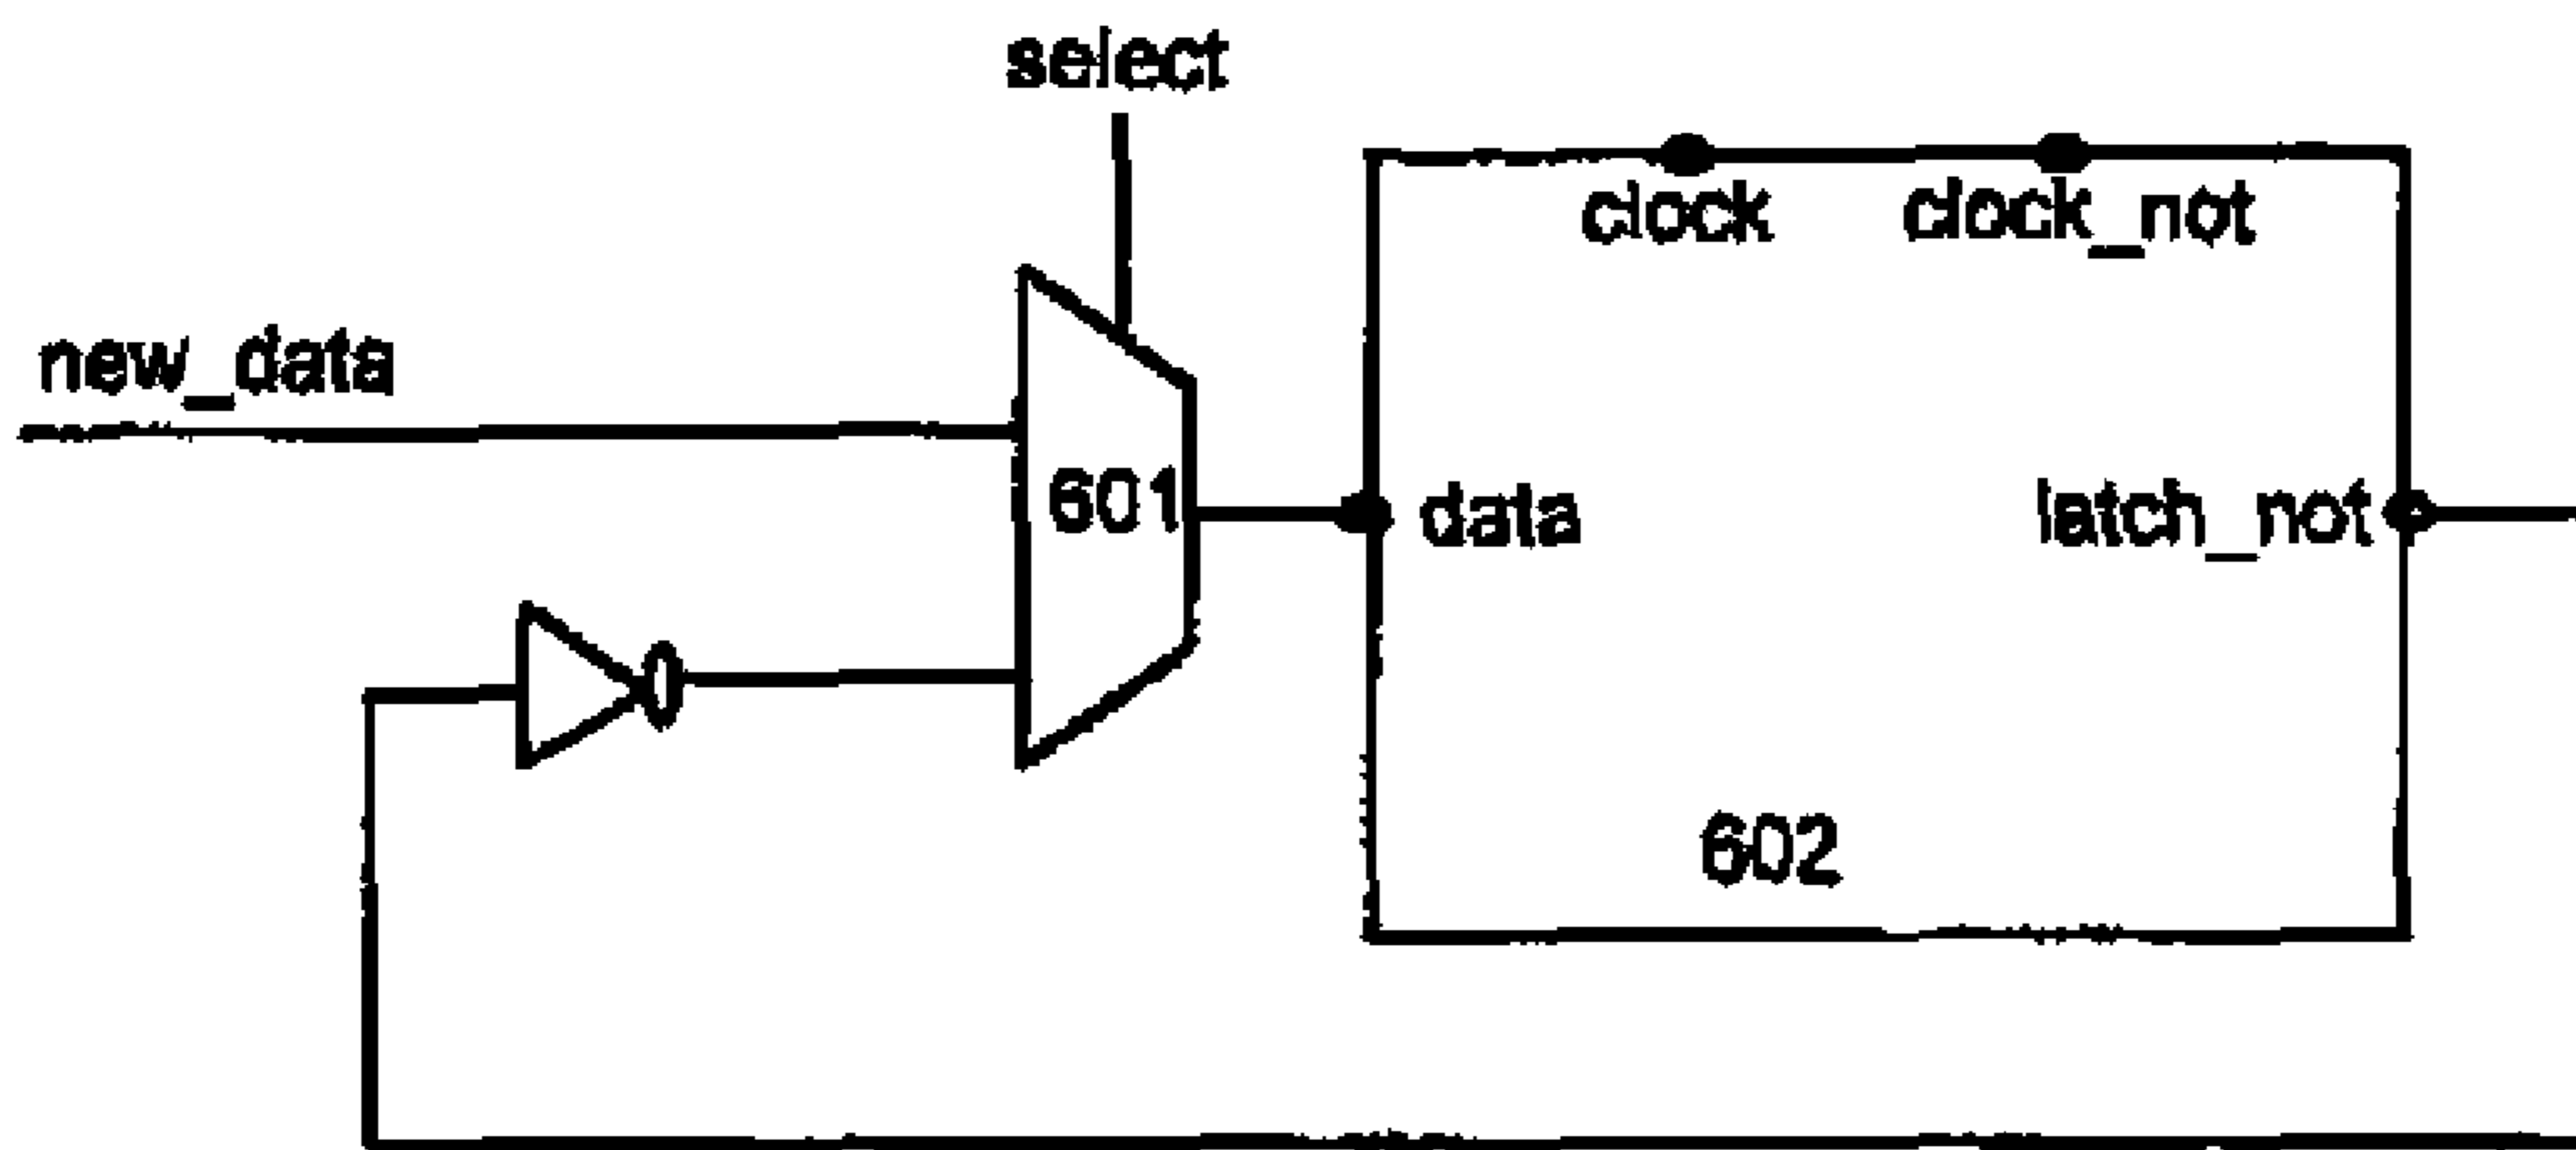 select
clock clock_not
new_data
601
data
latch_not
602